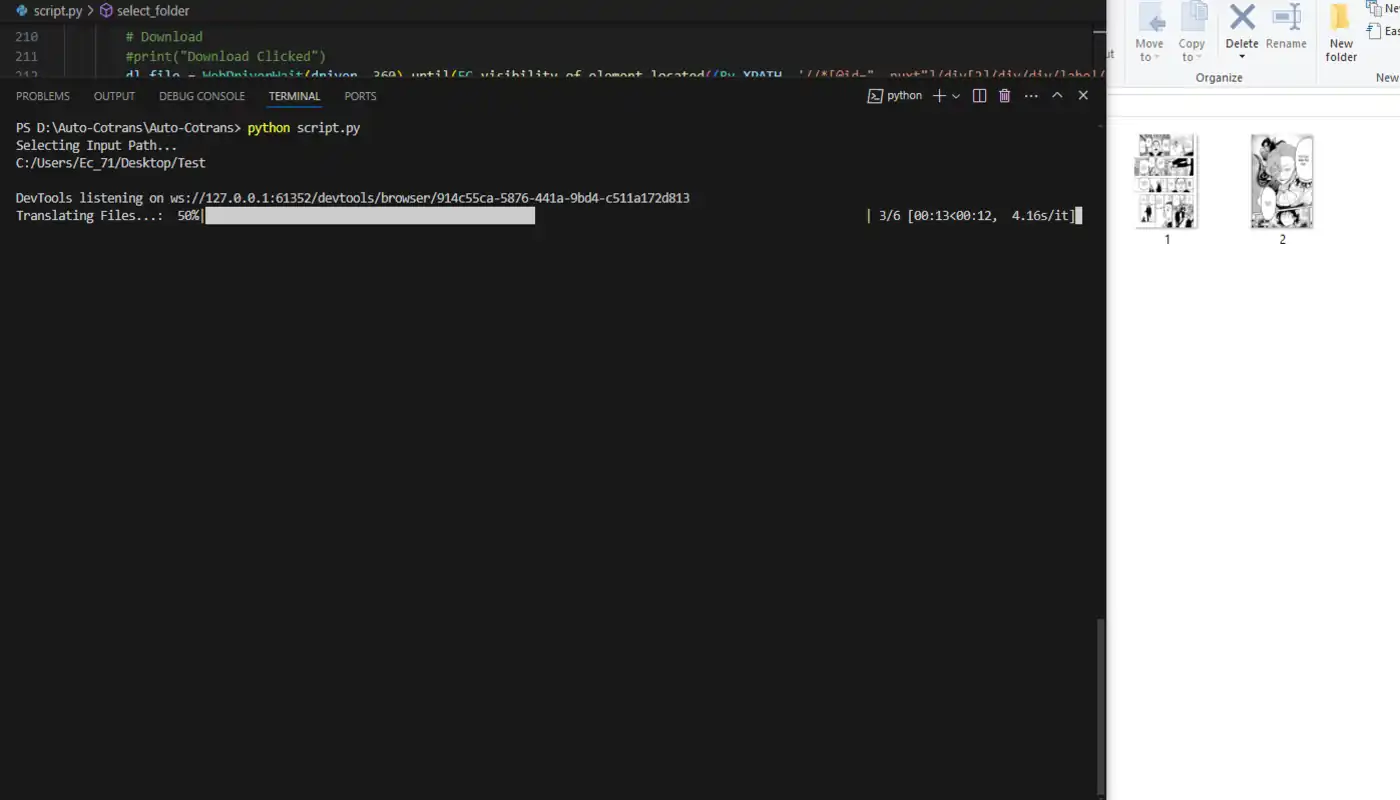 script.py > select_folder
210 # Download
211 #print("Download Clicked")
212 dl_file = WebDriverWait(driver, 360).until(EC.visibility_of_element_located((By.XPATH, '//*[@id="__nuxt"]/div[2]/div/div/label/
PROBLEMS OUTPUT DEBUG CONSOLE TERMINAL PORTS
python
PS D:\Auto-Cotrans\Auto-Cotrans> python script.py
Selecting Input Path...
C:/Users/Ec_71/Desktop/Test
DevTools listening on ws://127.0.0.1:61352/devtools/browser/914c55ca-5876-441a-9bd4-c511a172d813
Translating Files...:  50%| | 3/6 [00:13<00:12,  4.16s/it]
Move to
Copy to
Delete
Rename
New folder
Organize
New
1
2